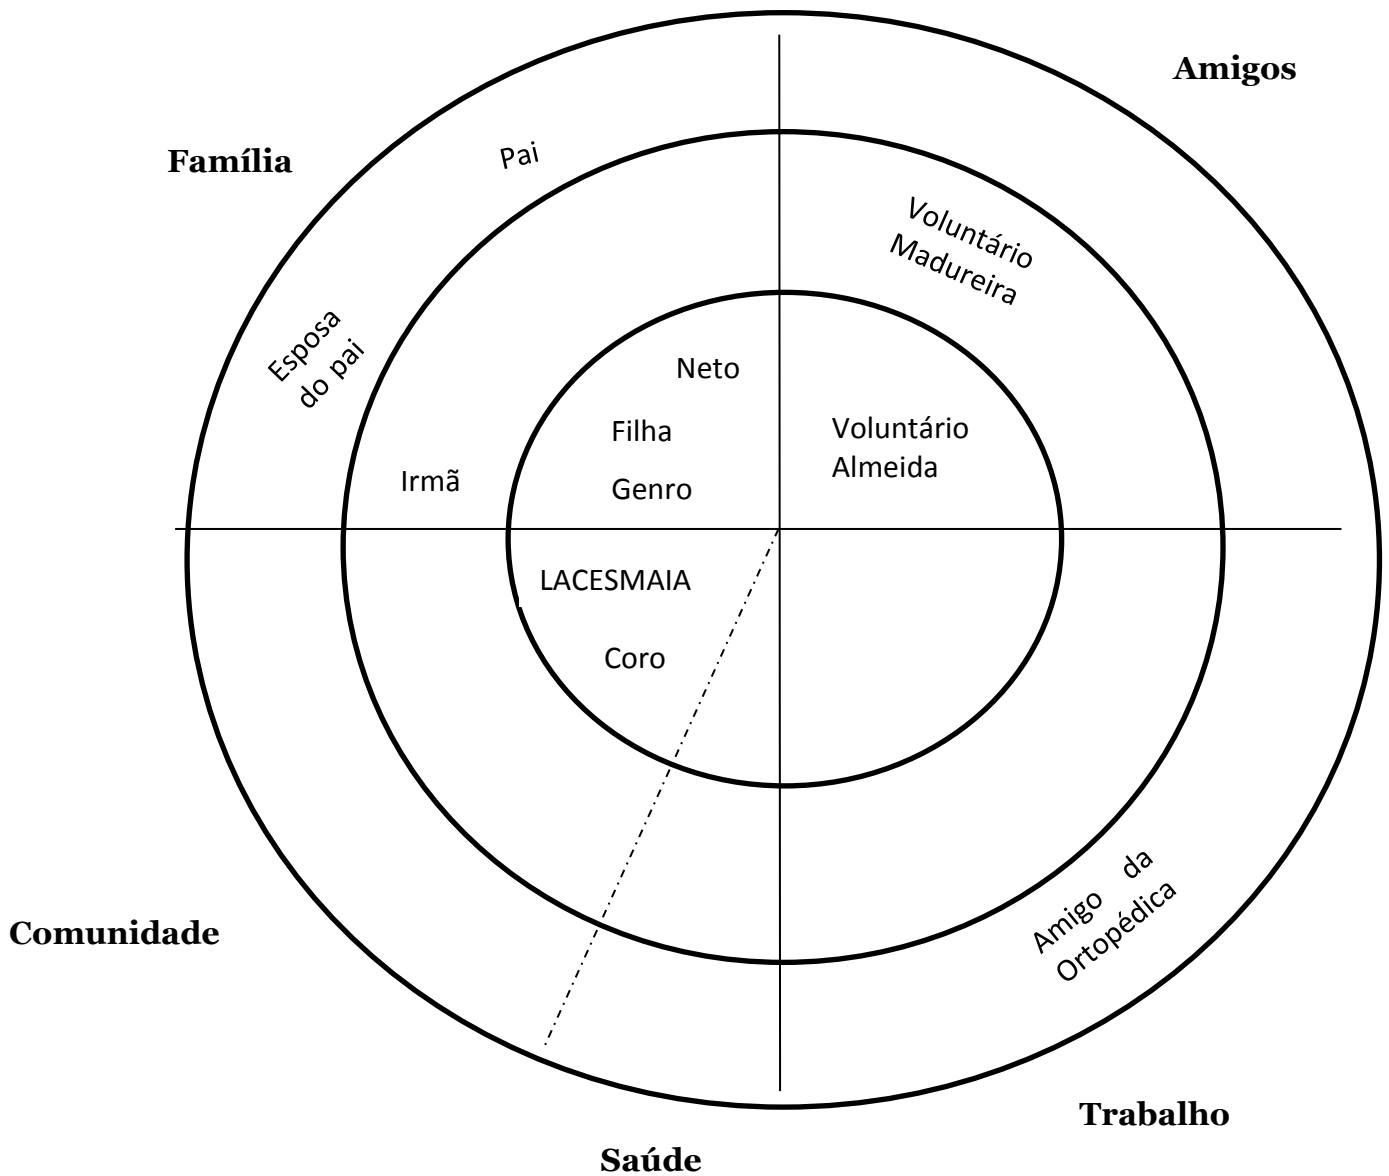 Amigos
Família
Pai
Voluntário
Madureira
Esposa
do pai
Neto
Filha
Voluntário
Almeida
Irmã
Genro
LACESMAIA
Coro
Amigo da
Ortopédica
Comunidade
Trabalho
Saúde